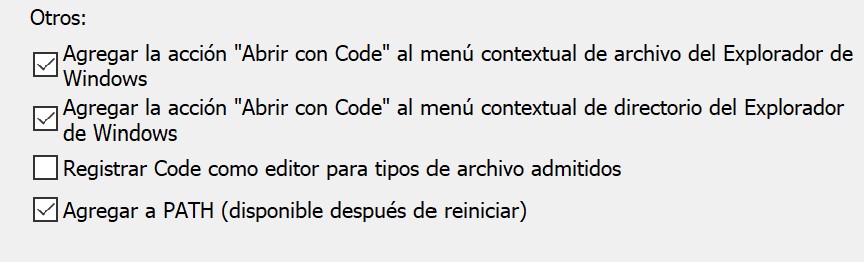 Otros:
Agregar la acción "Abrir con Code" al menú contextual de archivo del Explorador de
Windows
Agregar la acción "Abrir con Code" al menú contextual de directorio del Explorador
de Windows
Registrar Code como editor para tipos de archivo admitidos
Agregar a PATH (disponible después de reiniciar)